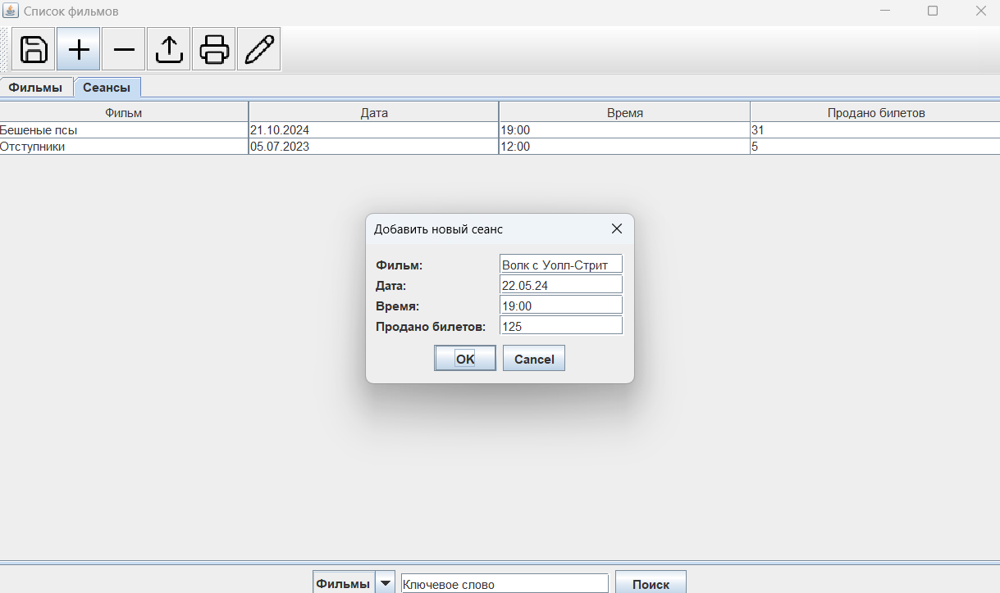 Список фильмов
Фильмы Сеансы
Фильм Дата Время Продано билетов
Бешеные псы 21.10.2024 19:00 31
Отступники 05.07.2023 12:00 5
Добавить новый сеанс
Фильм: Волк с Уолл-Стрит
Дата: 22.05.24
Время: 19:00
Продано билетов: 125
OK Cancel
Фильмы Ключевое слово Поиск